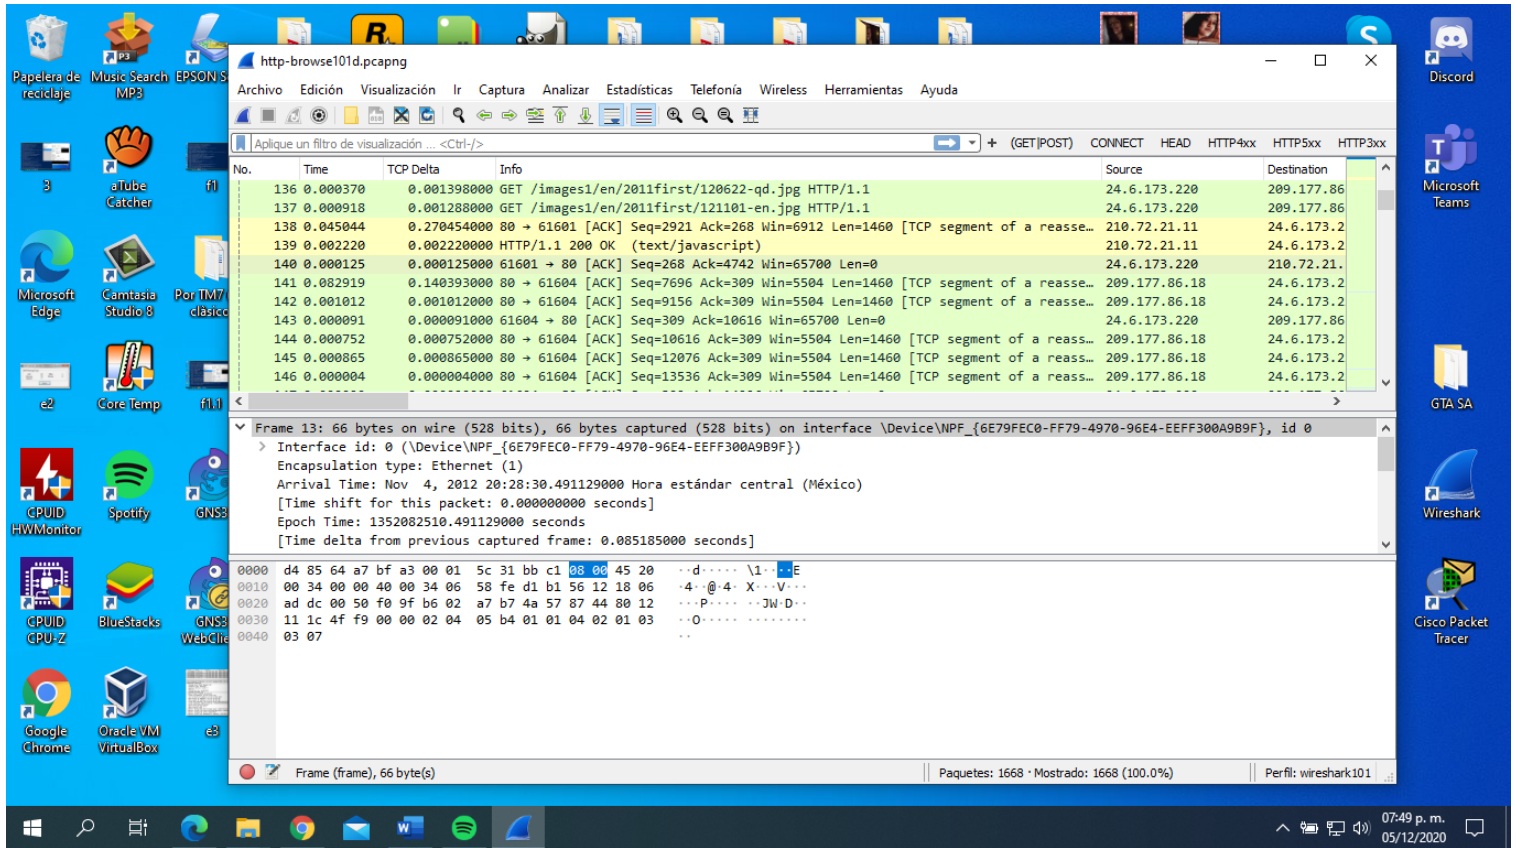 http-browse101d.pcapng
Archivo Edición Visualización Ir Captura Analizar Estadísticas Telefonía Wireless Herramientas Ayuda
Aplique un filtro de visualización ... <Ctrl-/> + (GET|POST) CONNECT HEAD HTTP4xx HTTP5xx HTTP3xx
No. Time TCP Delta Info Source Destination
136 0.000370 0.001398000 GET /images1/en/2011first/120622-qd.jpg HTTP/1.1 24.6.173.220 209.177.86
137 0.000918 0.001288000 GET /images1/en/2011first/121101-en.jpg HTTP/1.1 24.6.173.220 209.177.86
138 0.045044 0.270454000 80 → 61601 [ACK] Seq=2921 Ack=268 Win=6912 Len=1460 [TCP segment of a reasse… 210.72.21.11 24.6.173.2
139 0.002220 0.002220000 HTTP/1.1 200 OK (text/javascript) 210.72.21.11 24.6.173.2
140 0.000125 0.000125000 61601 → 80 [ACK] Seq=268 Ack=4742 Win=65700 Len=0 24.6.173.220 210.72.21.
141 0.082919 0.140393000 80 → 61604 [ACK] Seq=7696 Ack=309 Win=5504 Len=1460 [TCP segment of a reasse… 209.177.86.18 24.6.173.2
142 0.001012 0.001012000 80 → 61604 [ACK] Seq=9156 Ack=309 Win=5504 Len=1460 [TCP segment of a reasse… 209.177.86.18 24.6.173.2
143 0.000091 0.000091000 61604 → 80 [ACK] Seq=309 Ack=10616 Win=65700 Len=0 24.6.173.220 209.177.86
144 0.000752 0.000752000 80 → 61604 [ACK] Seq=10616 Ack=309 Win=5504 Len=1460 [TCP segment of a reass… 209.177.86.18 24.6.173.2
145 0.000865 0.000865000 80 → 61604 [ACK] Seq=12076 Ack=309 Win=5504 Len=1460 [TCP segment of a reass… 209.177.86.18 24.6.173.2
146 0.000004 0.000004000 80 → 61604 [ACK] Seq=13536 Ack=309 Win=5504 Len=1460 [TCP segment of a reass… 209.177.86.18 24.6.173.2
Frame 13: 66 bytes on wire (528 bits), 66 bytes captured (528 bits) on interface \Device\NPF_{6E79FEC0-FF79-4970-96E4-EEFF300A9B9F}, id 0
Interface id: 0 (\Device\NPF_{6E79FEC0-FF79-4970-96E4-EEFF300A9B9F})
Encapsulation type: Ethernet (1)
Arrival Time: Nov 4, 2012 20:28:30.491129000 Hora estándar central (México)
[Time shift for this packet: 0.000000000 seconds]
Epoch Time: 1352082510.491129000 seconds
[Time delta from previous captured frame: 0.085185000 seconds]
0000 d4 85 64 a7 bf a3 00 01 5c 31 bb c1 08 00 45 20 ··d····· \1····E
0010 00 34 00 00 40 00 34 06 58 fe d1 b1 56 12 18 06 ·4··@·4· X···V···
0020 ad dc 00 50 f0 9f b6 02 a7 b7 4a 57 87 44 80 12 ···P···· ··JW·D··
0030 11 1c 4f f9 00 00 02 04 05 b4 01 01 04 02 01 03 ··O····· ········
0040 03 07 ··
Frame (frame), 66 byte(s) Paquetes: 1668 · Mostrado: 1668 (100.0%) Perfil: wireshark101
Papelera de reciclaje
Music Search MP3
EPSON S
3
aTube Catcher
f1
Microsoft Edge
Camtasia Studio 8
Por TM7
clásico
e2
Core Temp
f1.1
CPUID HWMonitor
Spotify
GNS3
CPUID CPU-Z
BlueStacks
GNS3 WebClie
Google Chrome
Oracle VM VirtualBox
e3
Discord
Microsoft Teams
GTA SA
Wireshark
Cisco Packet Tracer
07:49 p. m.
05/12/2020